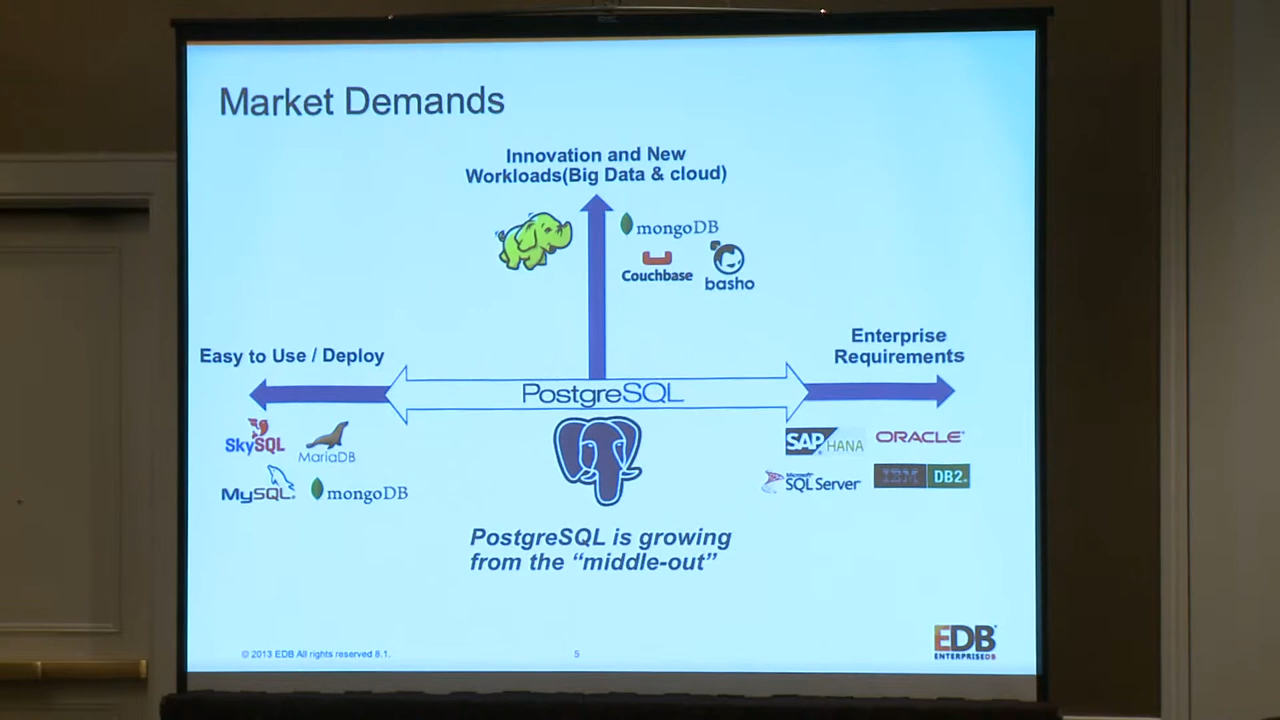 Market Demands
Innovation and New
Workloads(Big Data & cloud)
mongoDB
Couchbase
basho
Easy to Use / Deploy
Enterprise
Requirements
PostgreSQL
SkySQL
MariaDB
MySQL.
mongoDB
SAP HANA
ORACLE
Microsoft
SQL Server
IBM DB2.
PostgreSQL is growing
from the “middle-out”
© 2013 EDB All rights reserved 8.1.
5
EDB
ENTERPRISEDB